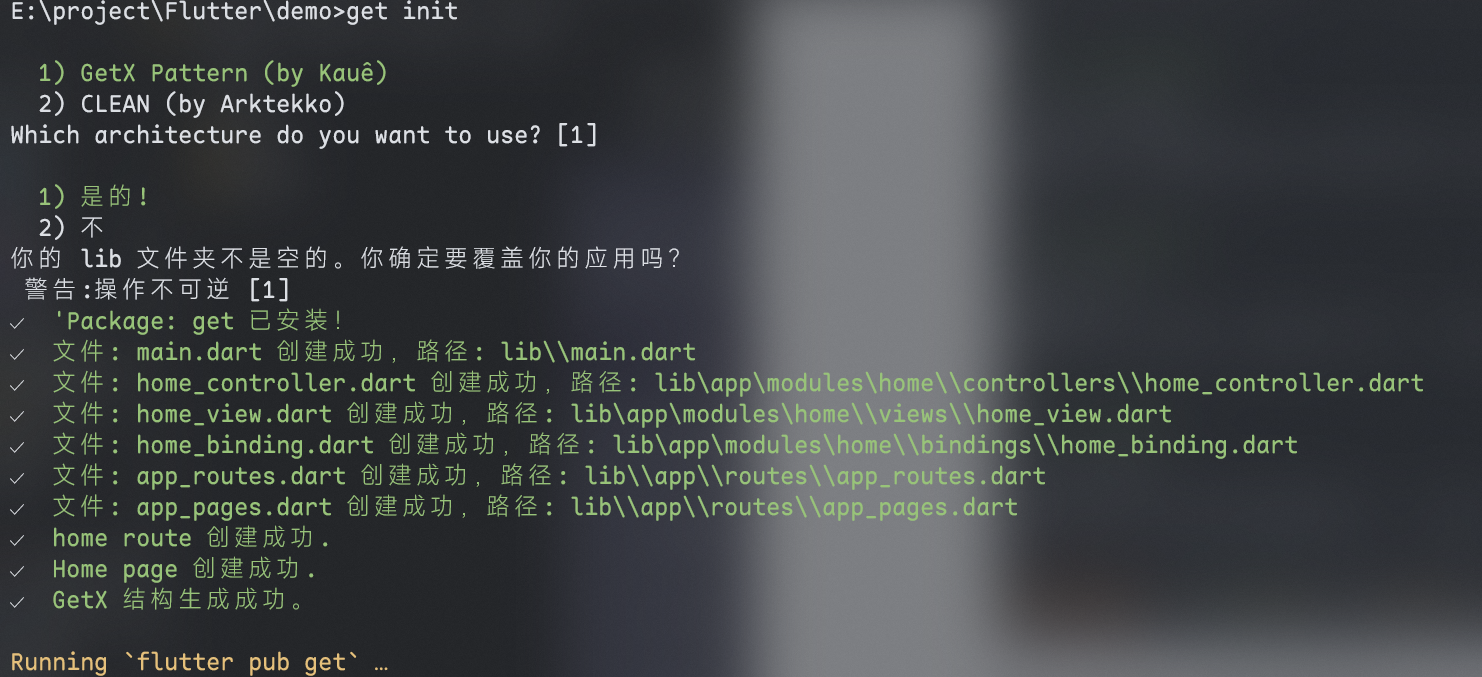 E:\project\Flutter\demo>get init
1) GetX Pattern (by Kauê)
2) CLEAN (by Arktekko)
Which architecture do you want to use? [1]
1) 是的!
2) 不
你的 lib 文件夹不是空的。你确定要覆盖你的应用吗?
警告:操作不可逆 [1]
✓ 'Package: get 已安装!
✓ 文件: main.dart 创建成功, 路径: lib\\main.dart
✓ 文件: home_controller.dart 创建成功, 路径: lib\app\modules\home\\controllers\\home_controller.dart
✓ 文件: home_view.dart 创建成功, 路径: lib\app\modules\home\\views\\home_view.dart
✓ 文件: home_binding.dart 创建成功, 路径: lib\app\modules\home\\bindings\\home_binding.dart
✓ 文件: app_routes.dart 创建成功, 路径: lib\\app\\routes\\app_routes.dart
✓ 文件: app_pages.dart 创建成功, 路径: lib\\app\\routes\\app_pages.dart
✓ home route 创建成功.
✓ Home page 创建成功.
✓ GetX 结构生成成功。
Running `flutter pub get` …